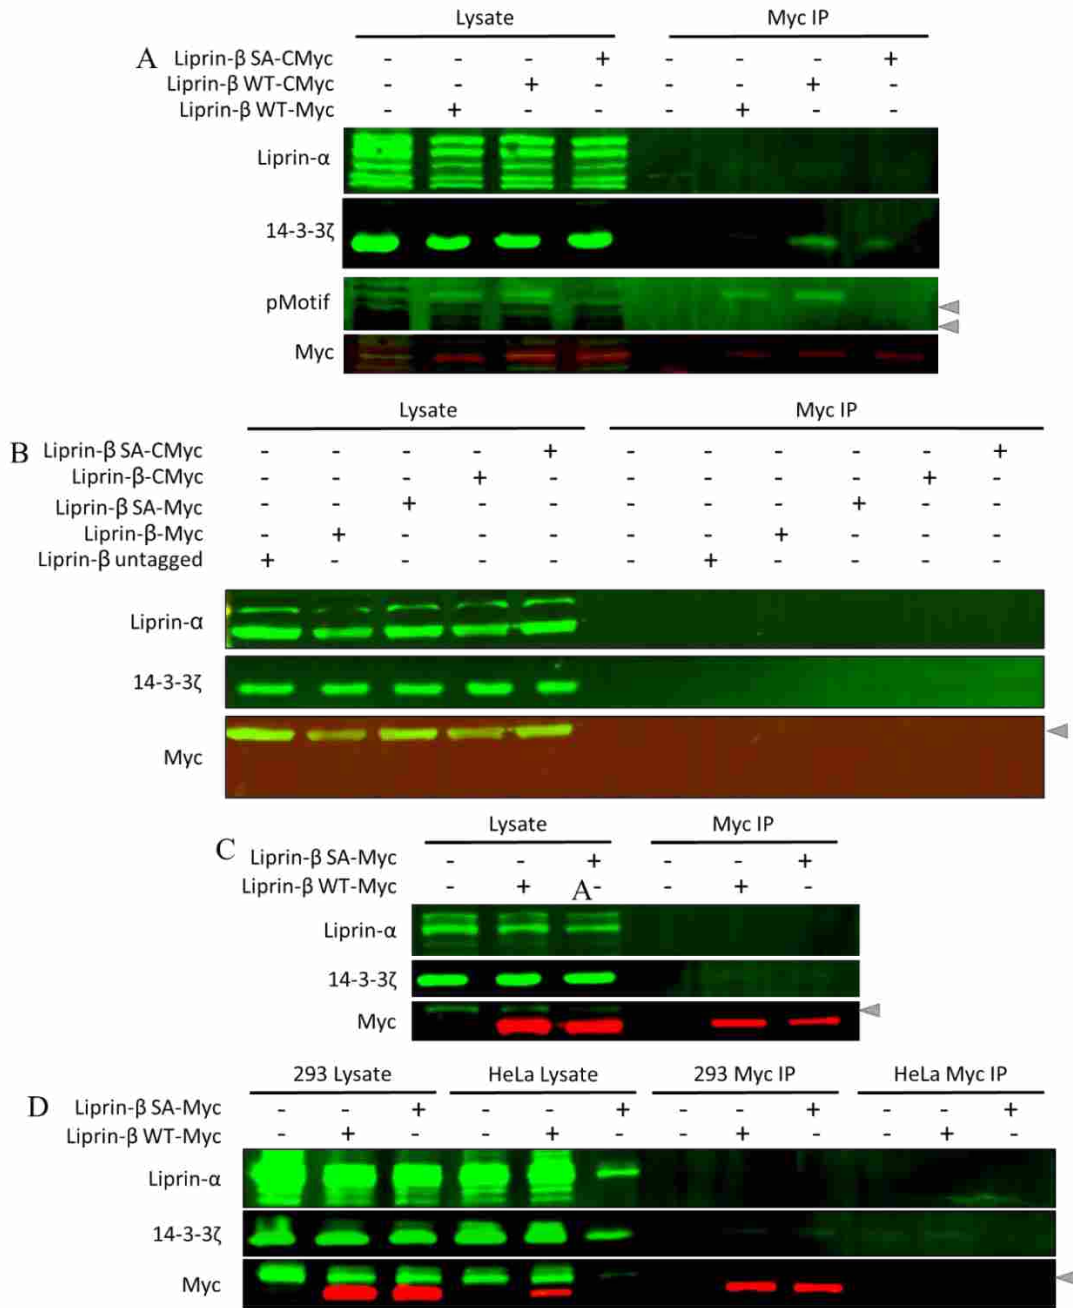 Lysate Myc IP
A Liprin-β SA-CMyc - - - + - - - +
Liprin-β WT-CMyc - - + - - - + -
Liprin-β WT-Myc - + - - - + - -
Liprin-α
14-3-3ζ
pMotif
Myc
Lysate Myc IP
B Liprin-β SA-CMyc - - - - + - - - - - +
Liprin-β-CMyc - - - + - - - - - + -
Liprin-β SA-Myc - - + - - - - - + - -
Liprin-β-Myc - + - - - - - + - - -
Liprin-β untagged + - - - - - + - - - -
Liprin-α
14-3-3ζ
Myc
Lysate Myc IP
C Liprin-β SA-Myc - - + - - +
Liprin-β WT-Myc - + A - - + -
Liprin-α
14-3-3ζ
Myc
293 Lysate HeLa Lysate 293 Myc IP HeLa Myc IP
D Liprin-β SA-Myc - - + - - + - - + - - +
Liprin-β WT-Myc - + - - + - - + - - + -
Liprin-α
14-3-3ζ
Myc